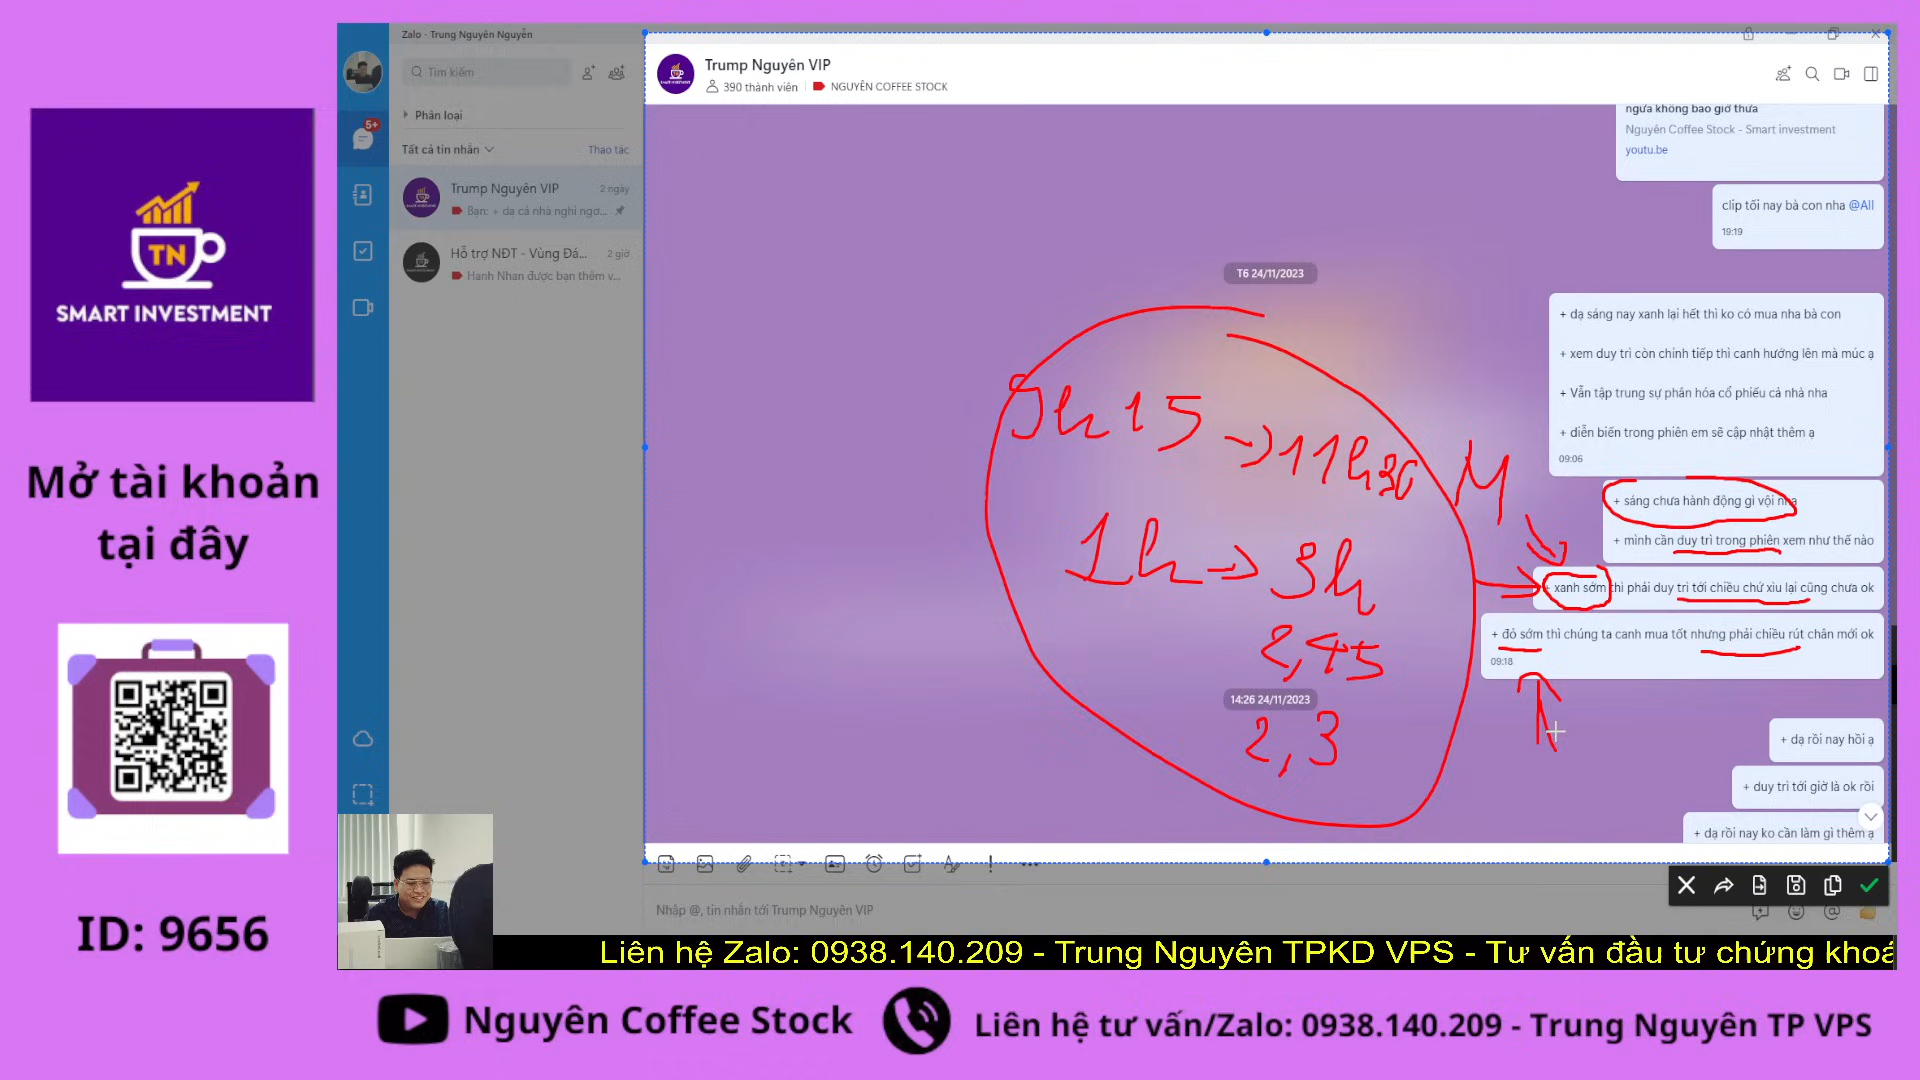 TN
SMART INVESTMENT
Mở tài khoản
tại đây
ID: 9656
Zalo - Trung Nguyên Nguyễn
Tìm kiếm
Phân loại
Tất cả tin nhắn
Thao tác
5+
Trump Nguyên VIP
2 ngày
Bạn: + dạ cả nhà nghỉ ngơ...
Hỗ trợ NĐT - Vùng Đá...
2 giờ
Hanh Nhan được bạn thêm v...
Trump Nguyên VIP
390 thành viên
NGUYÊN COFFEE STOCK
ngừa không bao giờ thừa
Nguyên Coffee Stock - Smart investment
youtu.be
clip tối nay bà con nha @All
19:19
T6 24/11/2023
+ dạ sáng nay xanh lại hết thì ko có mua nha bà con
+ xem duy trì còn chỉnh tiếp thì canh hướng lên mà múc ạ
+ Vẫn tập trung sự phân hóa cổ phiếu cả nhà nha
+ diễn biến trong phiên em sẽ cập nhật thêm ạ
09:06
+ sáng chưa hành động gì vội nha
+ mình cần duy trì trong phiên xem như thế nào
+ xanh sớm thì phải duy trì tới chiều chứ xìu lại cũng chưa ok
+ đỏ sớm thì chúng ta canh mua tốt nhưng phải chiều rút chân mới ok
09:18
9h15 → 11h30
M
1h → 3h
2,45
14:26 24/11/2023
2,3
+ dạ rồi nay hồi ạ
+ duy trì tới giờ là ok rồi
+ dạ rồi nay ko cần làm gì thêm ạ
Nhập @, tin nhắn tới Trump Nguyên VIP
Liên hệ Zalo: 0938.140.209 - Trung Nguyên TPKD VPS - Tư vấn đầu tư chứng khoá
Nguyên Coffee Stock
Liên hệ tư vấn/Zalo: 0938.140.209 - Trung Nguyên TP VPS